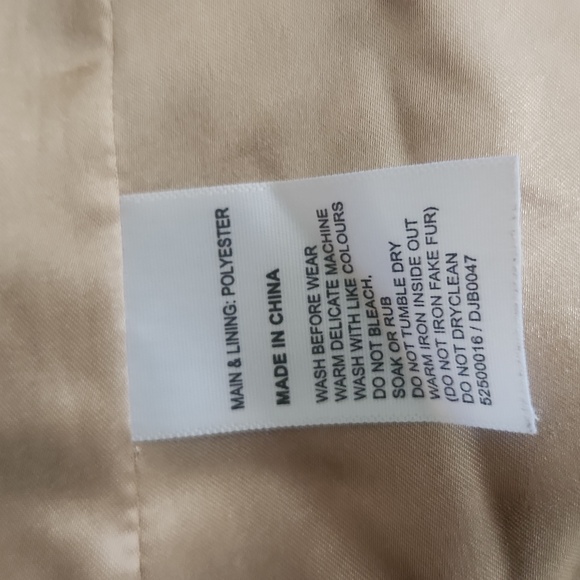 MAIN & LINING: POLYESTER
MADE IN CHINA
WASH BEFORE WEAR
WARM DELICATE MACHINE
WASH WITH LIKE COLOURS
DO NOT BLEACH,
SOAK OR RUB
DO NOT TUMBLE DRY
WARM IRON INSIDE OUT
(DO NOT IRON FAKE FUR)
DO NOT DRYCLEAN
52500016 / DJB0047